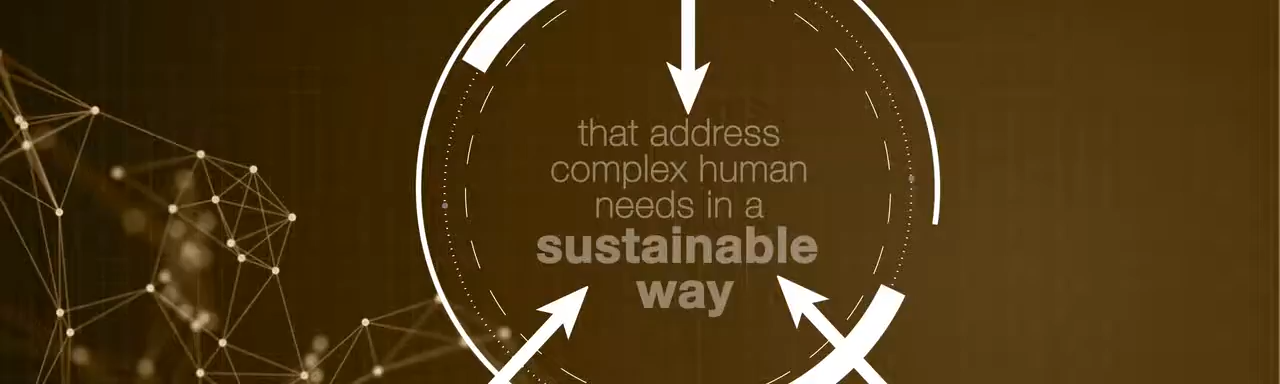 that address
complex human
needs in a
sustainable
way